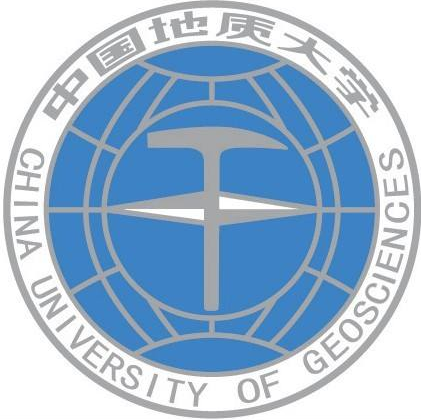 中国地质大学
CHINA UNIVERSITY OF GEOSCIENCES